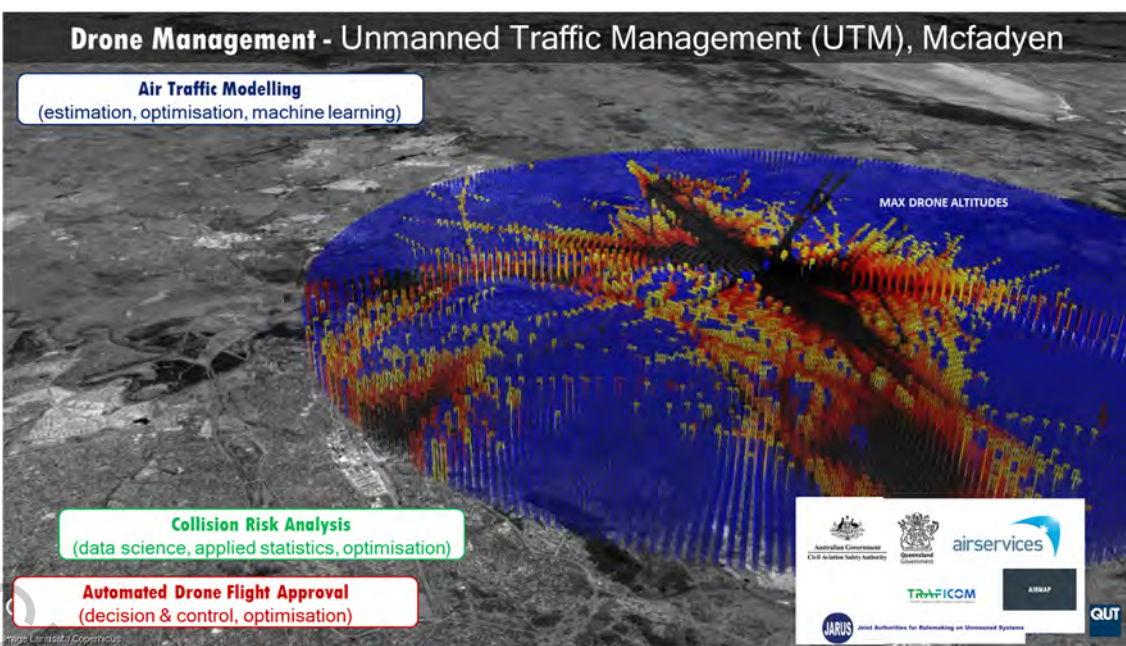 Drone Management - Unmanned Traffic Management (UTM), Mcfadyen
Air Traffic Modelling
(estimation, optimisation, machine learning)
MAX DRONE ALTITUDES
Collision Risk Analysis
(data science, applied statistics, optimisation)
Automated Drone Flight Approval
(decision & control, optimisation)
Australian Government
Civil Aviation Safety Authority
Queensland
Government
airservices
TRAFICOM
AIRMAP
JARUS
Joint Authorities for Rulemaking on Unmanned Systems
QUT
Image Landsat / Copernicus